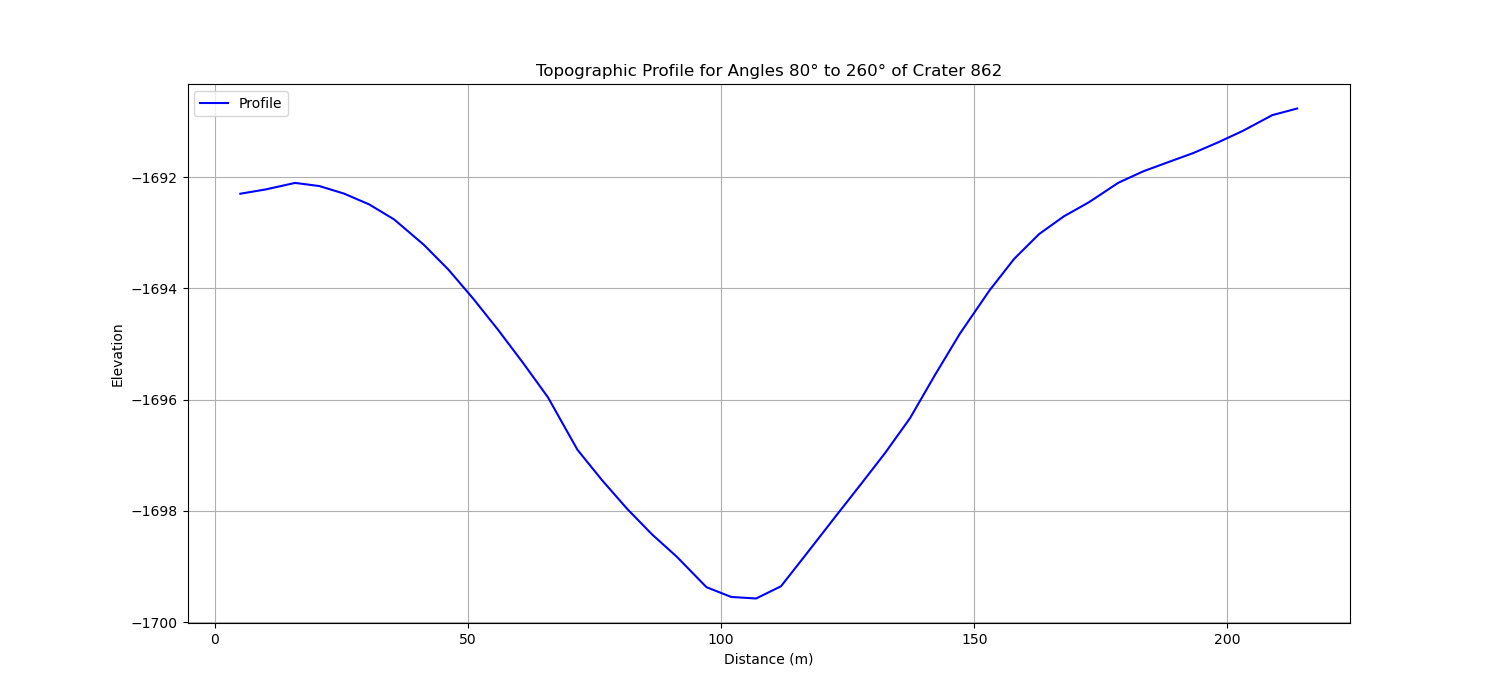 Topographic Profile for Angles 80° to 260° of Crater 862
Profile
−1692
−1694
−1696
−1698
−1700
Elevation
0 50 100 150 200
Distance (m)